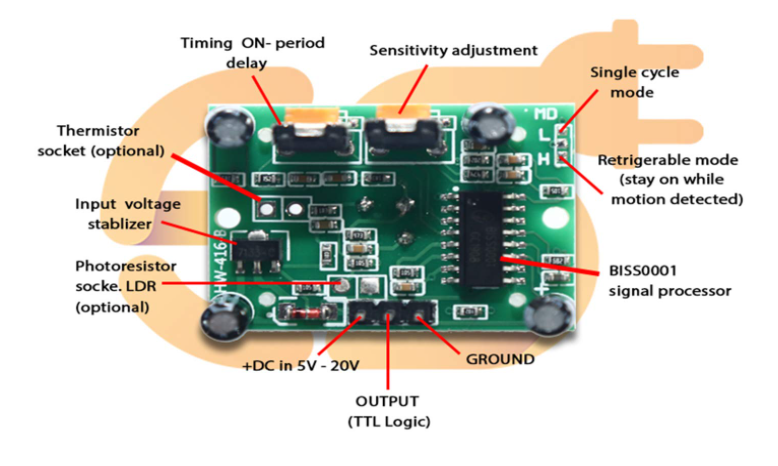 Timing ON- period
delay
Sensitivity adjustment
Single cycle
mode
Thermistor
socket (optional)
MD
L
H
Retrigerable mode
(stay on while
motion detected)
Input voltage
stablizer
HW-416-B
Photoresistor
socke. LDR
(optional)
BISS0001
signal processor
+
+DC in 5V - 20V
GROUND
OUTPUT
(TTL Logic)